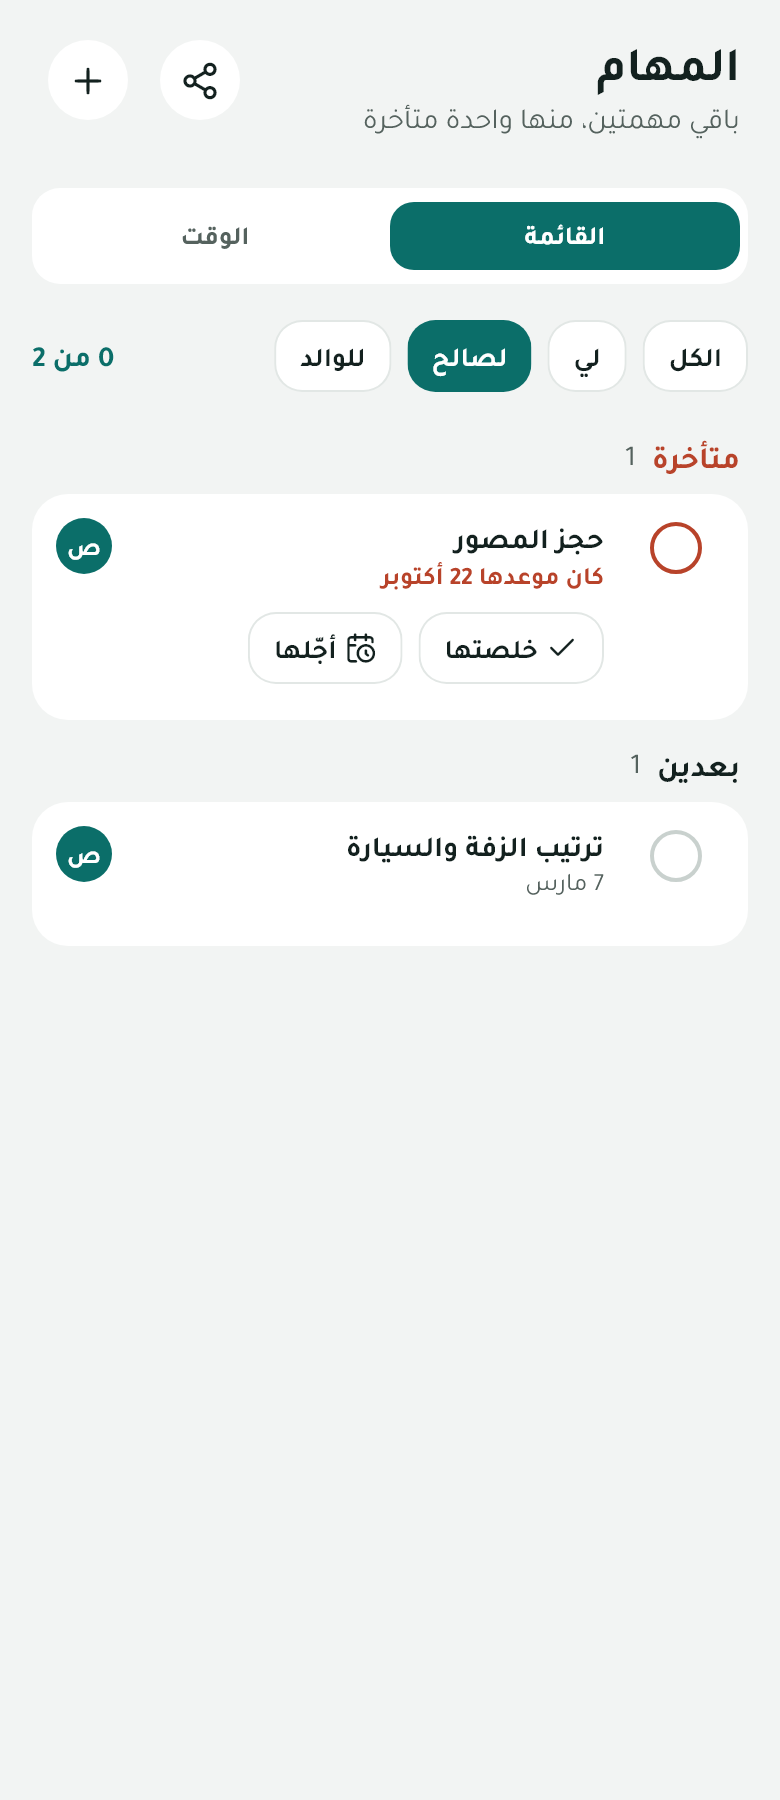 المهام
باقي مهمتين، منها واحدة متأخرة
القائمة
الوقت
الكل
لي
لصالح
للوالد
0 من 2
متأخرة 1
حجز المصور
ص
كان موعدها 22 أكتوبر
خلصتها
أجّلها
بعدين 1
ترتيب الزفة والسيارة
ص
7 مارس